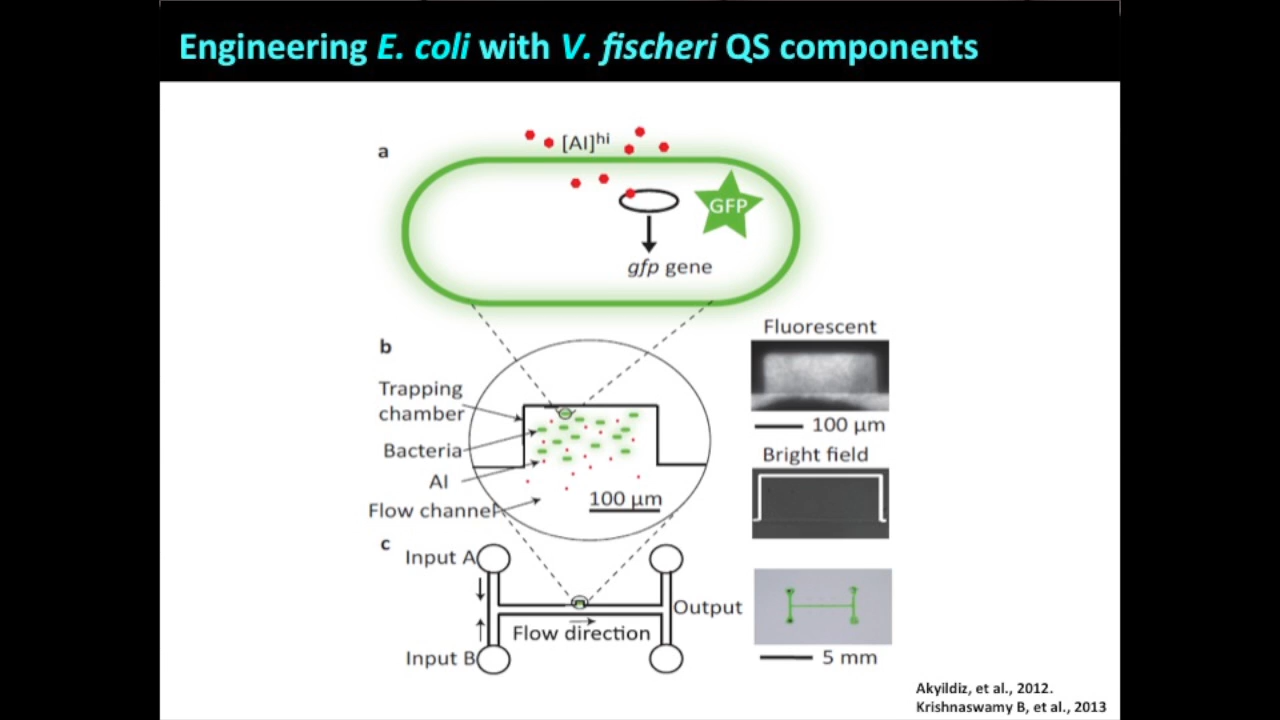 Engineering E. coli with V. fischeri QS components
a
[AI]hi
GFP
gfp gene
b
Trapping
chamber
Bacteria
AI
Flow channel
100 µm
Fluorescent
100 µm
Bright field
c
Input A
Output
Flow direction
Input B
5 mm
Akyildiz, et al., 2012.
Krishnaswamy B, et al., 2013